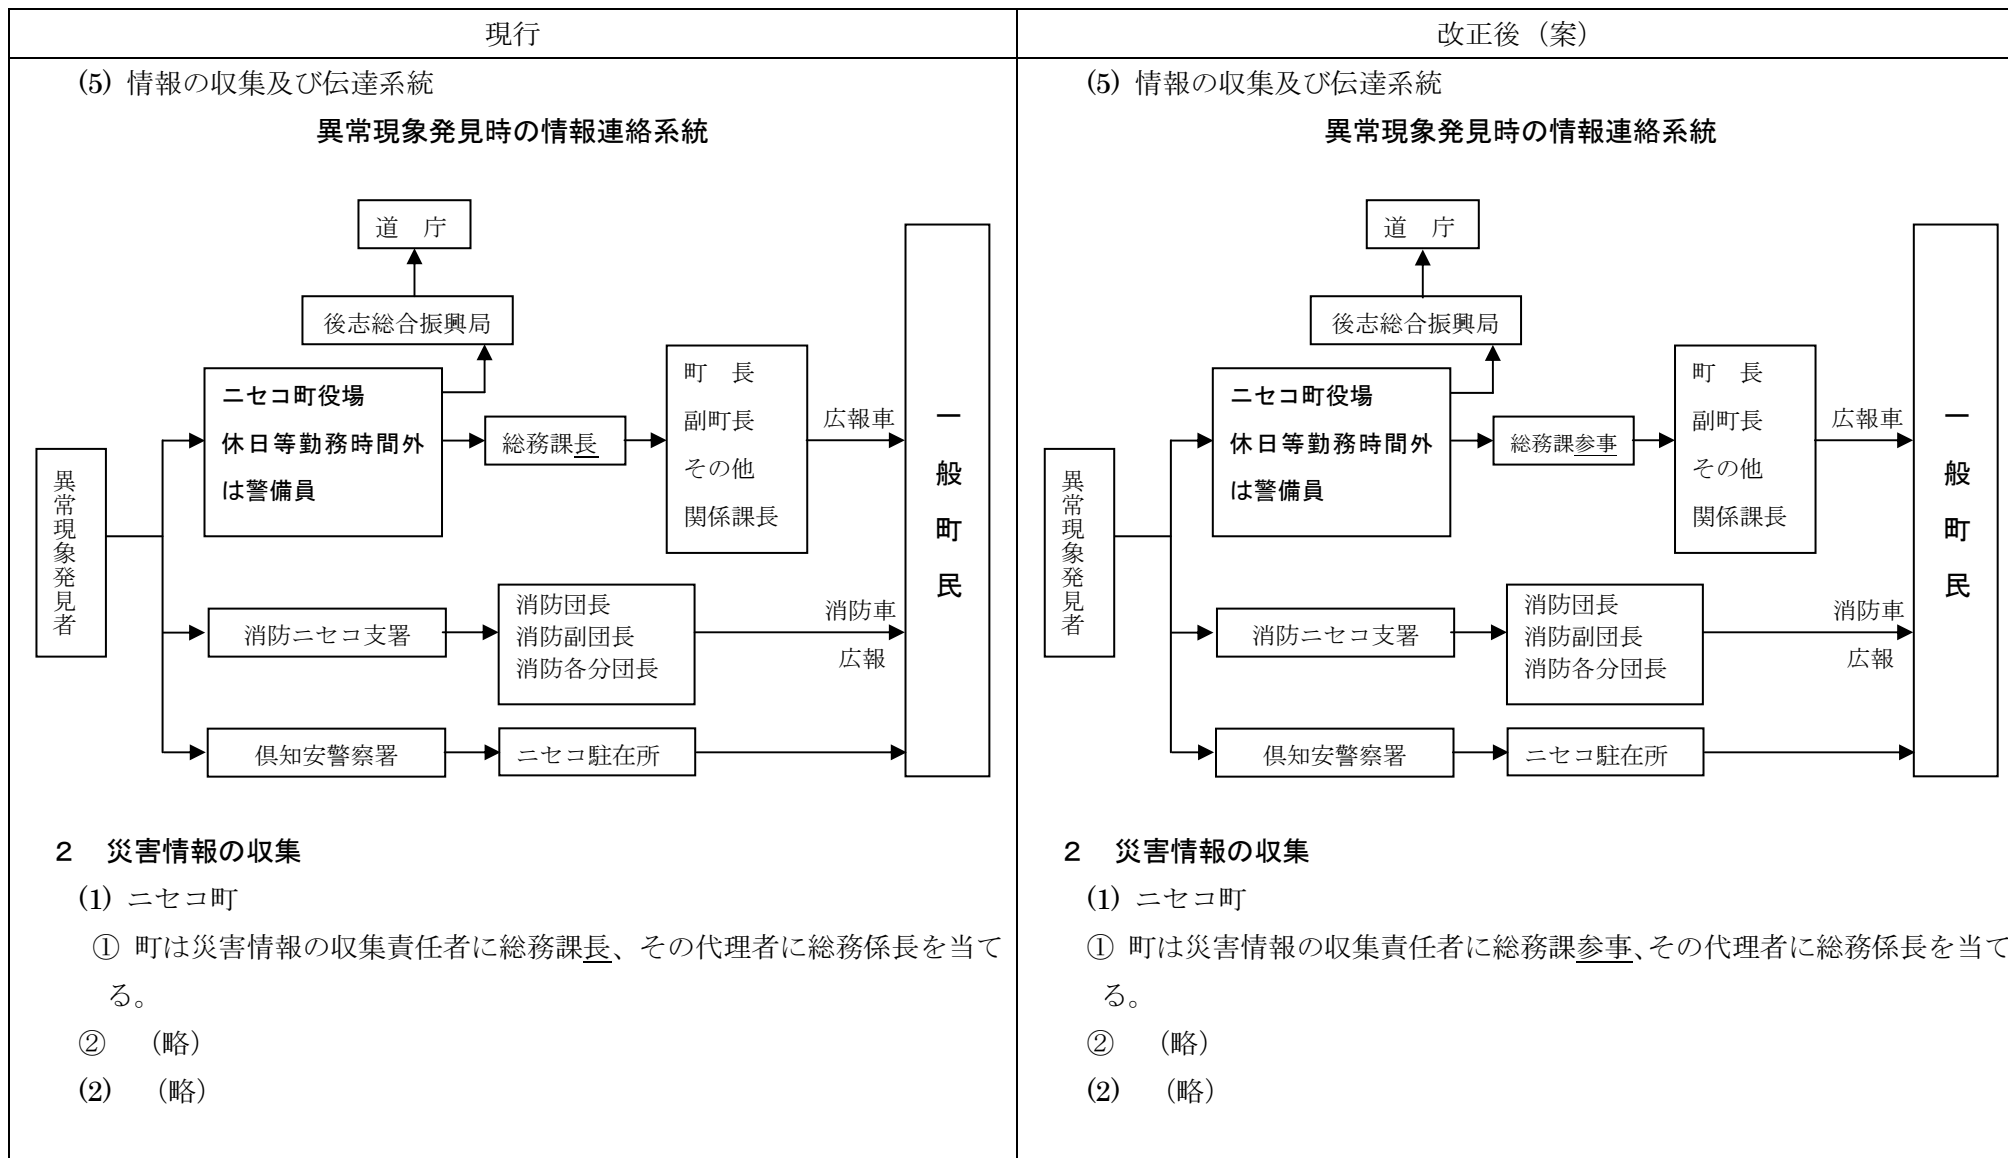 現行
(5) 情報の収集及び伝達系統
異常現象発見時の情報連絡系統
道　庁
後志総合振興局
ニセコ町役場
休日等勤務時間外
は警備員
総務課長
町　長
副町長
その他
関係課長
広報車
異常現象発見者
消防ニセコ支署
消防団長
消防副団長
消防各分団長
消防車
広報
倶知安警察署
ニセコ駐在所
一般町民
２　災害情報の収集
(1) ニセコ町
① 町は災害情報の収集責任者に総務課長、その代理者に総務係長を当て
る。
②　（略）
(2)　（略）
改正後（案）
(5) 情報の収集及び伝達系統
異常現象発見時の情報連絡系統
道　庁
後志総合振興局
ニセコ町役場
休日等勤務時間外
は警備員
総務課参事
町　長
副町長
その他
関係課長
広報車
異常現象発見者
消防ニセコ支署
消防団長
消防副団長
消防各分団長
消防車
広報
倶知安警察署
ニセコ駐在所
一般町民
２　災害情報の収集
(1) ニセコ町
① 町は災害情報の収集責任者に総務課参事、その代理者に総務係長を当て
る。
②　（略）
(2)　（略）